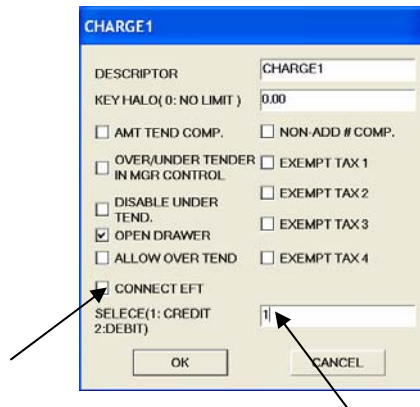 CHARGE1
DESCRIPTOR CHARGE1
KEY HALO( 0: NO LIMIT ) 0.00
AMT TEND COMP. NON-ADD # COMP.
OVER/UNDER TENDER
IN MGR CONTROL
EXEMPT TAX 1
DISABLE UNDER
TEND.
EXEMPT TAX 2
OPEN DRAWER EXEMPT TAX 3
ALLOW OVER TEND EXEMPT TAX 4
CONNECT EFT
SELECE(1: CREDIT
2:DEBIT)
1
OK CANCEL